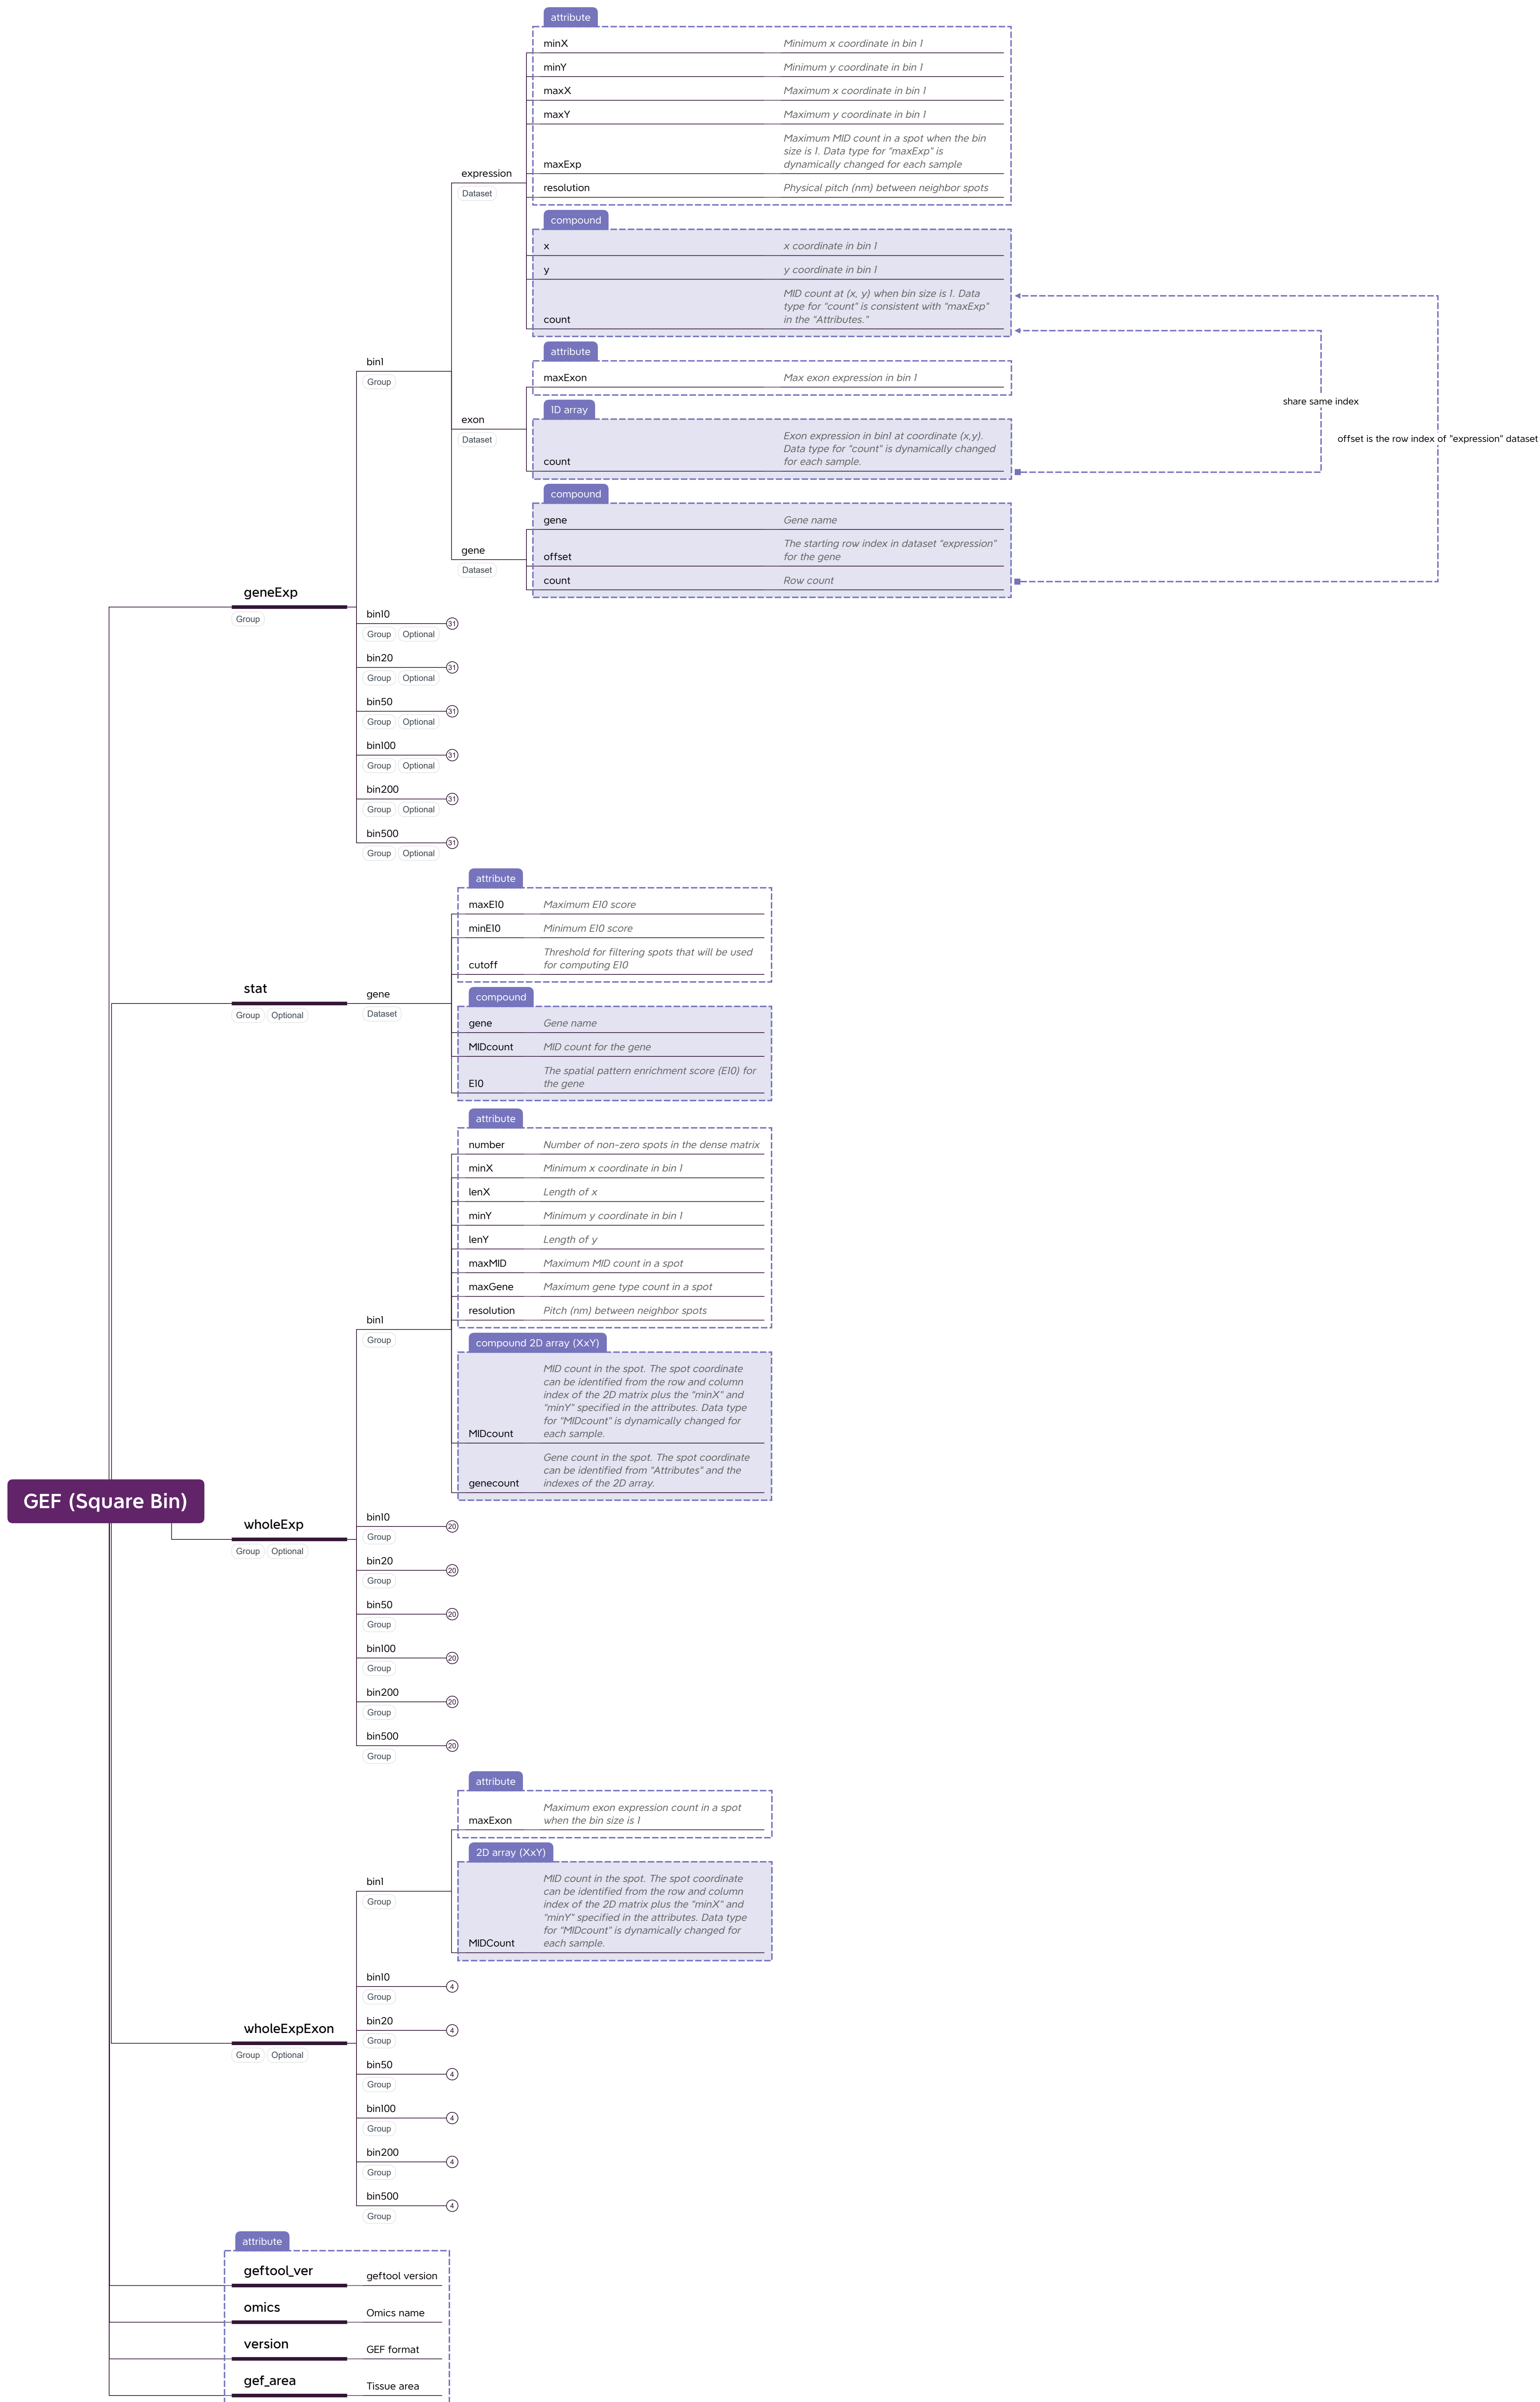 attribute
minX Minimum x coordinate in bin 1
minY Minimum y coordinate in bin 1
maxX Maximum x coordinate in bin 1
maxY Maximum y coordinate in bin 1
Maximum MID count in a spot when the bin
size is 1. Data type for "maxExp" is
maxExp dynamically changed for each sample
expression
Dataset
resolution Physical pitch (nm) between neighbor spots
compound
x x coordinate in bin 1
y y coordinate in bin 1
MID count at (x, y) when bin size is 1. Data
type for "count" is consistent with "maxExp"
count in the "Attributes."
attribute
bin1
Group
maxExon Max exon expression in bin 1
share same index
1D array
exon
Dataset
Exon expression in bin1 at coordinate (x,y).
Data type for "count" is dynamically changed
count for each sample.
offset is the row index of "expression" dataset
compound
gene Gene name
The starting row index in dataset "expression"
offset for the gene
gene
Dataset
count Row count
geneExp
Group
bin10
31
Group Optional
bin20
31
Group Optional
bin50
31
Group Optional
bin100
31
Group Optional
bin200
31
Group Optional
bin500
31
Group Optional
attribute
maxE10 Maximum E10 score
minE10 Minimum E10 score
Threshold for filtering spots that will be used
cutoff for computing E10
stat
Group Optional
gene
Dataset
compound
gene Gene name
MIDcount MID count for the gene
The spatial pattern enrichment score (E10) for
E10 the gene
attribute
number Number of non-zero spots in the dense matrix
minX Minimum x coordinate in bin 1
lenX Length of x
minY Minimum y coordinate in bin 1
lenY Length of y
maxMID Maximum MID count in a spot
maxGene Maximum gene type count in a spot
resolution Pitch (nm) between neighbor spots
bin1
Group
compound 2D array (XxY)
MID count in the spot. The spot coordinate
can be identified from the row and column
index of the 2D matrix plus the "minX" and
"minY" specified in the attributes. Data type
for "MIDcount" is dynamically changed for
MIDcount each sample.
Gene count in the spot. The spot coordinate
can be identified from "Attributes" and the
genecount indexes of the 2D array.
GEF (Square Bin)
wholeExp
Group Optional
bin10
20
Group
bin20
20
Group
bin50
20
Group
bin100
20
Group
bin200
20
Group
bin500
20
Group
attribute
Maximum exon expression count in a spot
maxExon when the bin size is 1
2D array (XxY)
bin1
Group
MID count in the spot. The spot coordinate
can be identified from the row and column
index of the 2D matrix plus the "minX" and
"minY" specified in the attributes. Data type
for "MIDcount" is dynamically changed for
MIDCount each sample.
bin10
4
Group
bin20
4
Group
wholeExpExon
Group Optional
bin50
4
Group
bin100
4
Group
bin200
4
Group
bin500
4
Group
attribute
geftool_ver geftool version
omics Omics name
version GEF format
gef_area Tissue area